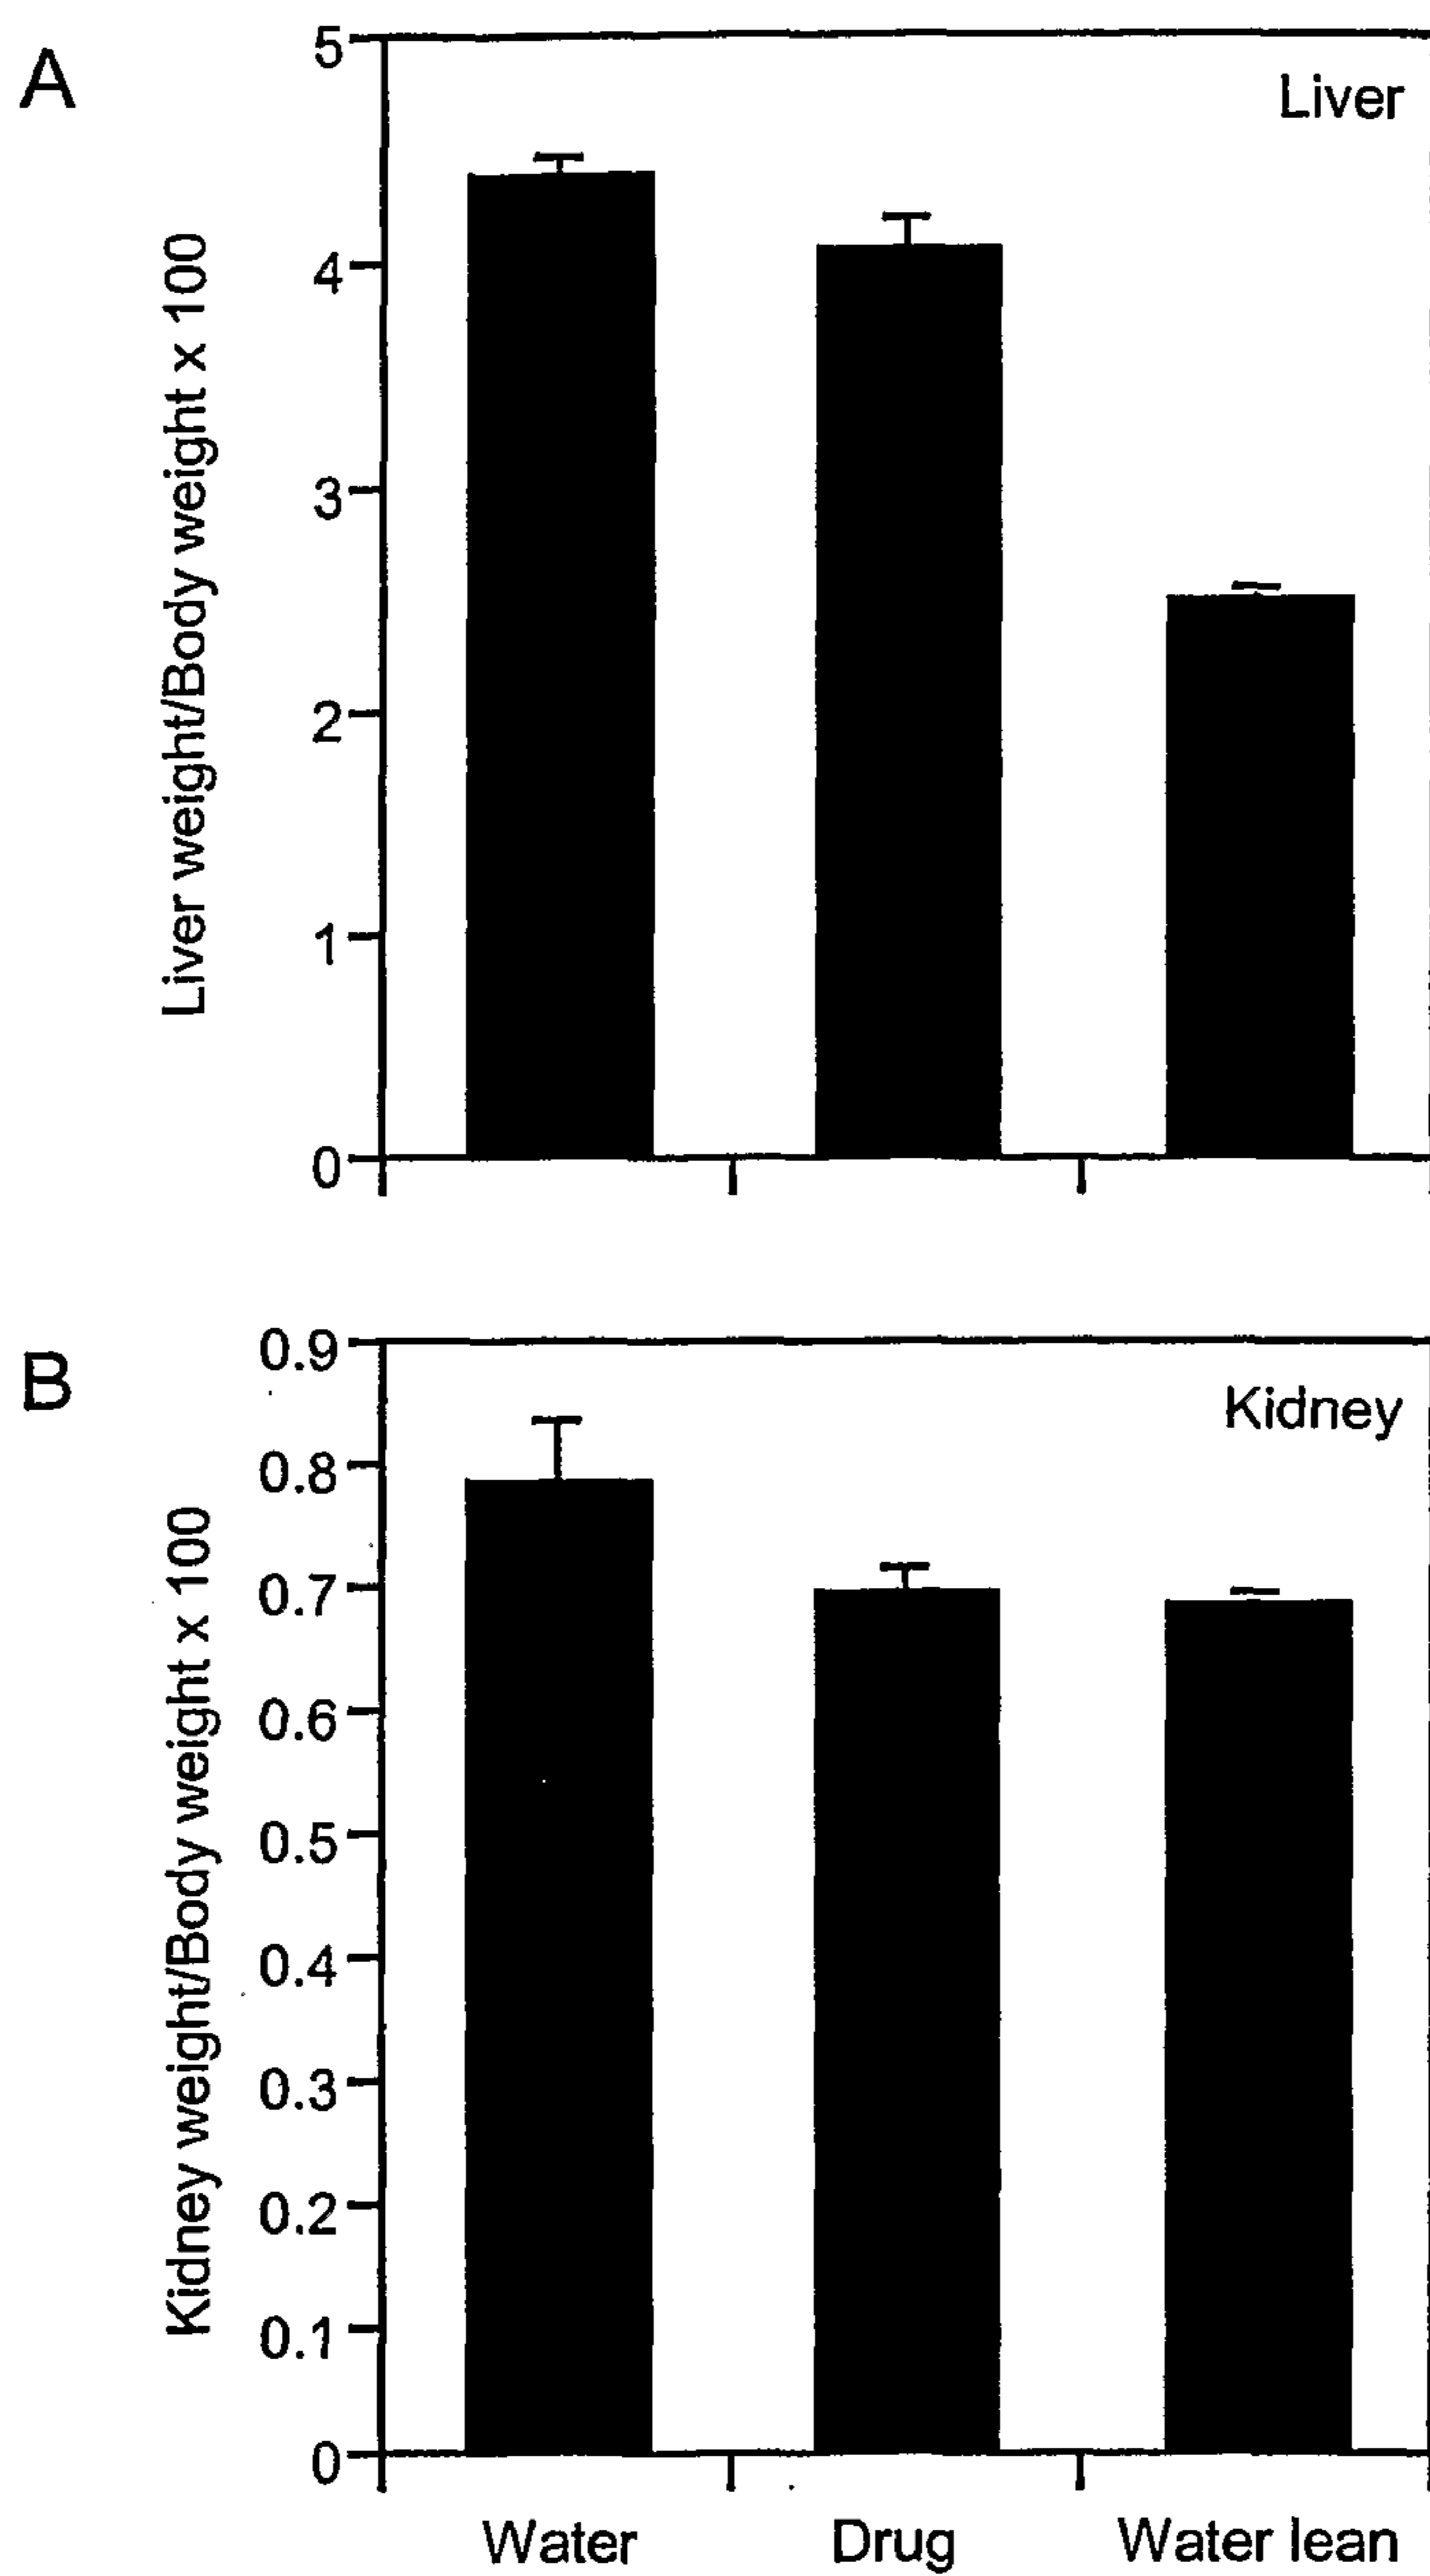 A
Liver
Liver weight/Body weight x 100
5
4
3
2
1
0
B
Kidney
Kidney weight/Body weight x 100
0.9
0.8
0.7
0.6
0.5
0.4
0.3
0.2
0.1
0
Water Drug Water lean